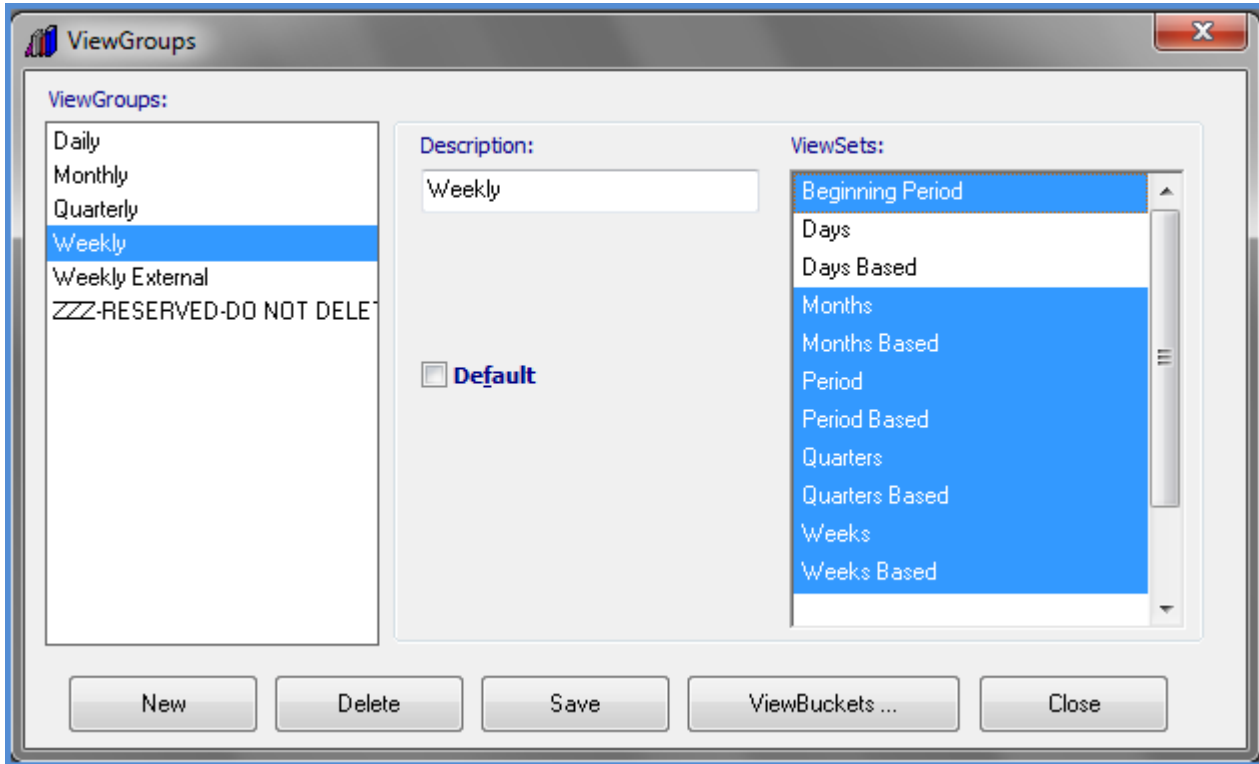 ViewGroups
ViewGroups:
Daily
Monthly
Quarterly
Weekly
Weekly External
ZZZ-RESERVED-DO NOT DELET
Description:
Weekly
Default
ViewSets:
Beginning Period
Days
Days Based
Months
Months Based
Period
Period Based
Quarters
Quarters Based
Weeks
Weeks Based
New
Delete
Save
ViewBuckets ...
Close